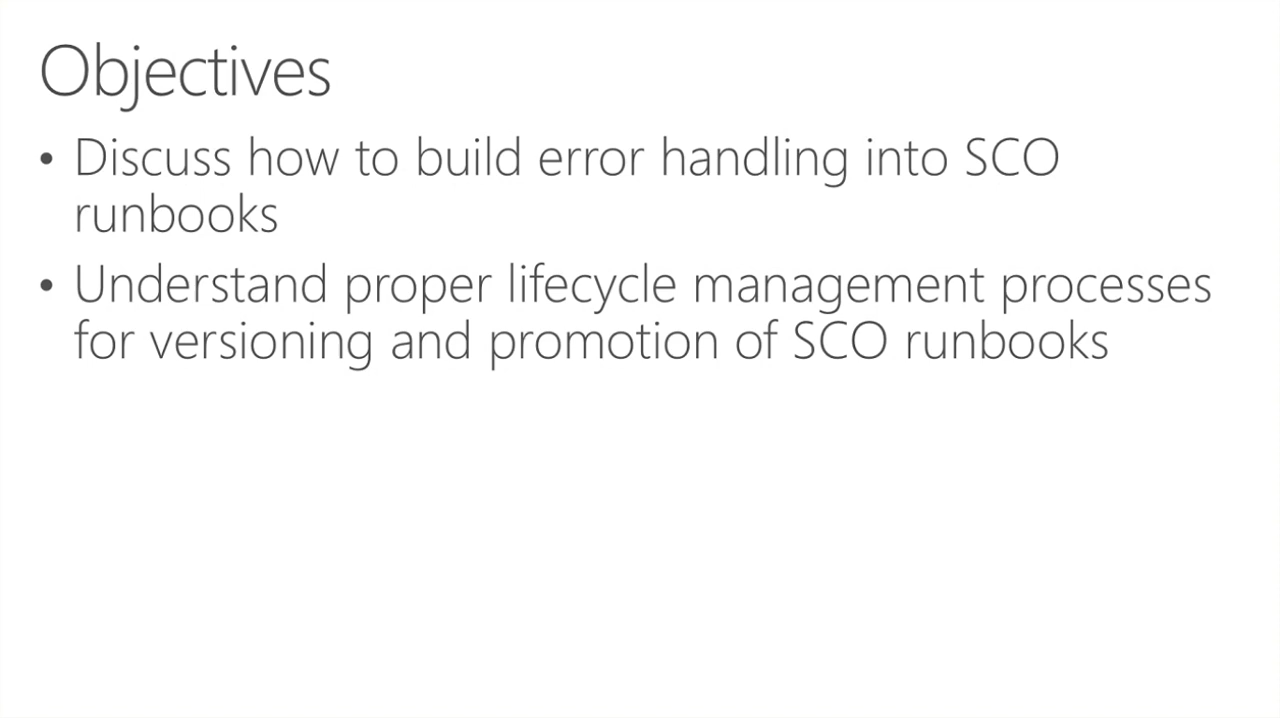 Objectives
• Discuss how to build error handling into SCO
runbooks
• Understand proper lifecycle management processes
for versioning and promotion of SCO runbooks